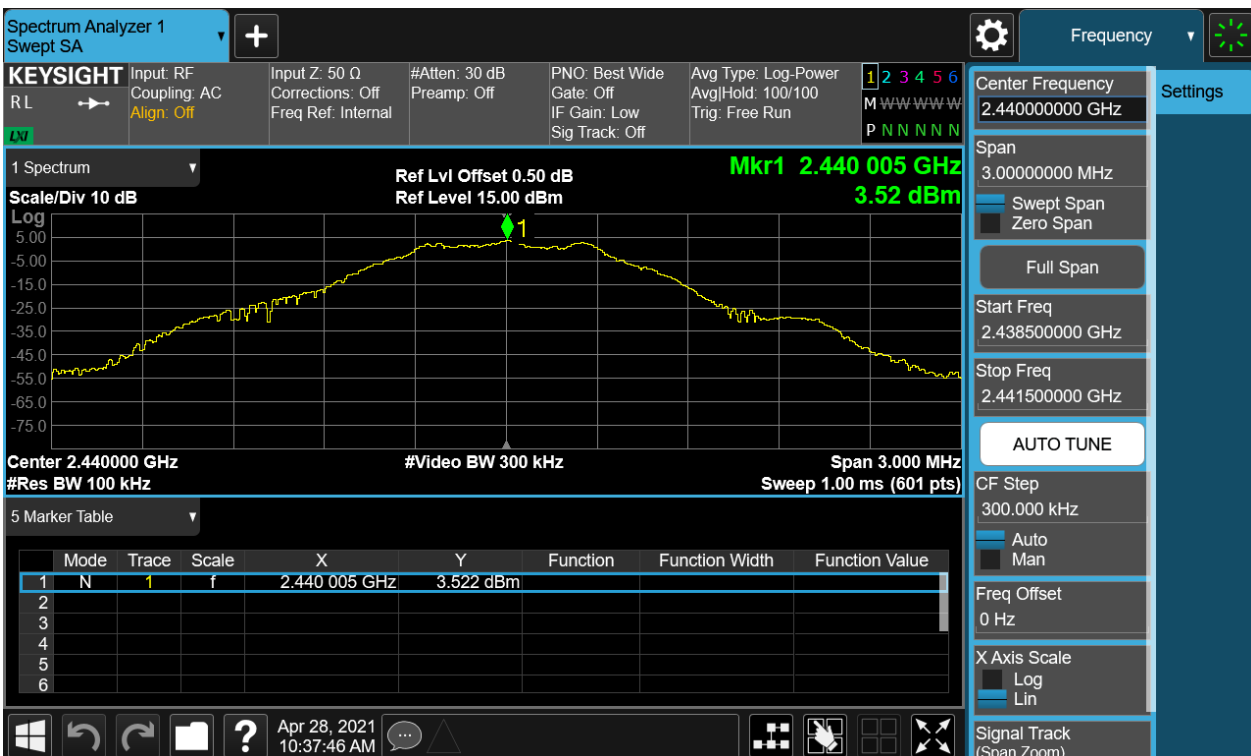 Spectrum Analyzer 1
Swept SA
Frequency
KEYSIGHT
R L
LXI
Input: RF
Coupling: AC
Align: Off
Input Z: 50 Ω
Corrections: Off
Freq Ref: Internal
#Atten: 30 dB
Preamp: Off
PNO: Best Wide
Gate: Off
IF Gain: Low
Sig Track: Off
Avg Type: Log-Power
Avg|Hold: 100/100
Trig: Free Run
1 2 3 4 5 6
M W W W W W
P N N N N N
1 Spectrum
Scale/Div 10 dB
Ref Lvl Offset 0.50 dB
Ref Level 15.00 dBm
Mkr1 2.440 005 GHz
3.52 dBm
Log
5.00
-5.00
-15.0
-25.0
-35.0
-45.0
-55.0
-65.0
-75.0
1
Center 2.440000 GHz
#Res BW 100 kHz
#Video BW 300 kHz
Span 3.000 MHz
Sweep 1.00 ms (601 pts)
5 Marker Table
Mode Trace Scale X Y Function Function Width Function Value
1 N 1 f 2.440 005 GHz 3.522 dBm
2
3
4
5
6
Apr 28, 2021
10:37:46 AM
Center Frequency
2.440000000 GHz
Settings
Span
3.00000000 MHz
Swept Span
Zero Span
Full Span
Start Freq
2.438500000 GHz
Stop Freq
2.441500000 GHz
AUTO TUNE
CF Step
300.000 kHz
Auto
Man
Freq Offset
0 Hz
X Axis Scale
Log
Lin
Signal Track
(Span Zoom)